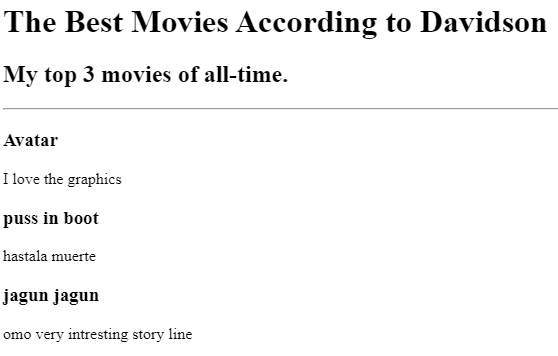 The Best Movies According to Davidson
My top 3 movies of all-time.
Avatar
I love the graphics
puss in boot
hastala muerte
jagun jagun
omo very intresting story line